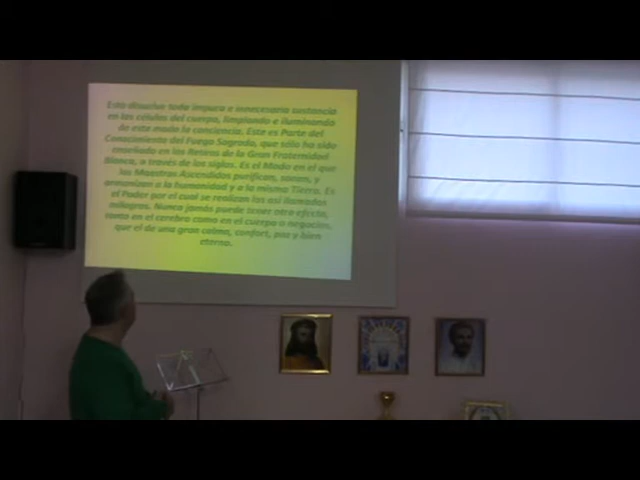 Esto disuelve toda impura e innecesaria sustancia
en las células del cuerpo, limpiando e iluminando
de este modo la conciencia. Este es Parte del
Conocimiento del Fuego Sagrado, que sólo ha sido
enseñado en los Retiros de la Gran Fraternidad
Blanca, a través de los siglos. Es el Modo en el que
los Maestros Ascendidos purifican, sanan, y
armonizan a la humanidad y a la misma Tierra. Es
el Poder por el cual se realizan los así llamados
milagros. Nunca jamás puede tener otro efecto,
tanto en el cerebro como en el cuerpo o negocios,
que el de una gran calma, confort, paz y bien
eterno.